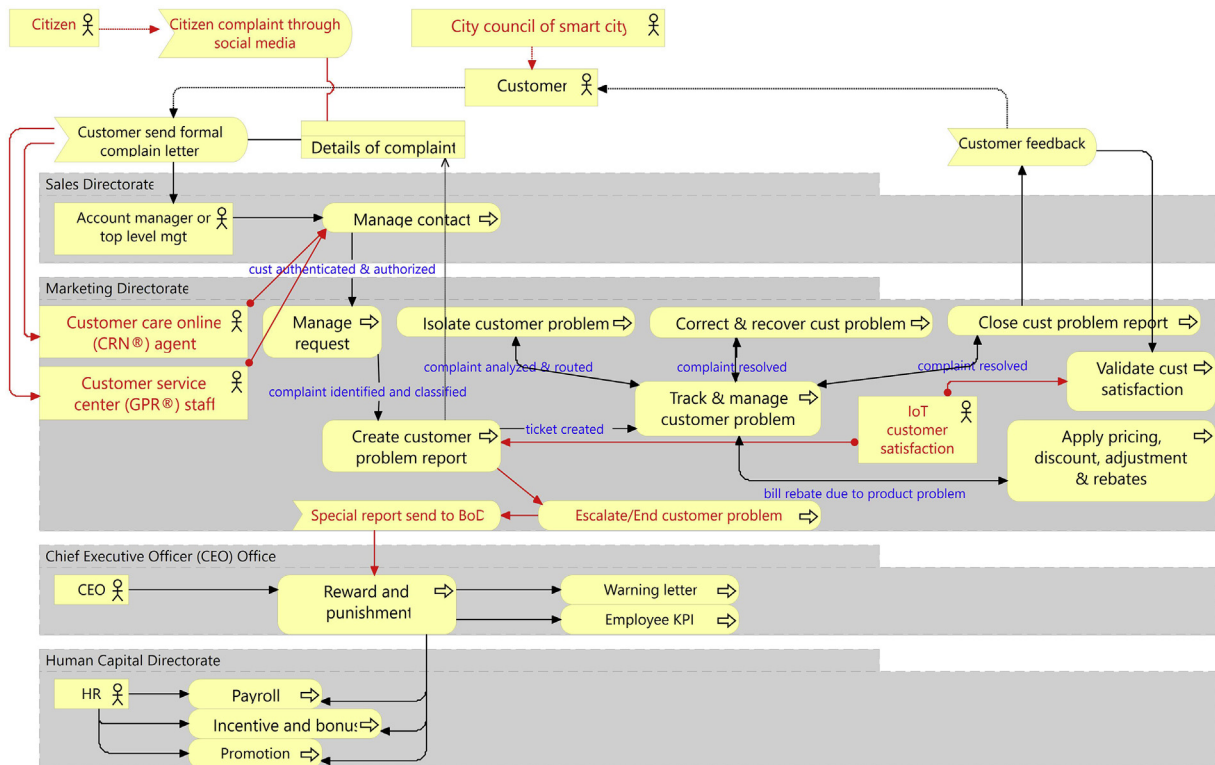 Citizen
Citizen complaint through
social media
City council of smart city
Customer
Customer send formal
complain letter
Details of complaint
Customer feedback
Sales Directorate
Account manager or
top level mgt
Manage contact
cust authenticated & authorized
Marketing Directorate
Customer care online
(CRN®) agent
Manage
request
Isolate customer problem
Correct & recover cust problem
Close cust problem report
complaint analyzed & routed
complaint resolved
complaint resolved
Validate cust
satisfaction
Customer service
center (GPR®) staff
complaint identified and classified
Track & manage
customer problem
IoT
customer
satisfaction
Create customer
problem report
ticket created
Apply pricing,
discount, adjustment
& rebates
bill rebate due to product problem
Special report send to BoD
Escalate/End customer problem
Chief Executive Officer (CEO) Office
CEO
Reward and
punishment
Warning letter
Employee KPI
Human Capital Directorate
HR
Payroll
Incentive and bonus
Promotion